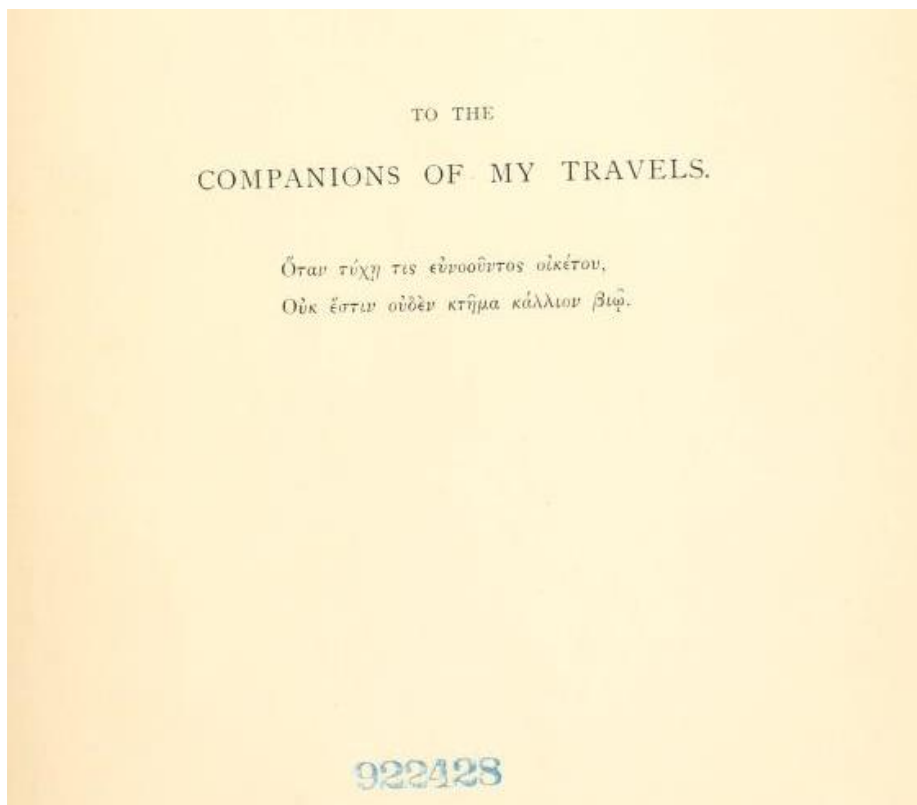 TO THE
COMPANIONS OF MY TRAVELS.
Ὅταν τύχῃ τις εὐνοοῦντος οἰκέτου,
Οὐκ ἔστιν οὐδὲν κτῆμα κάλλιον βιῷ.
922428